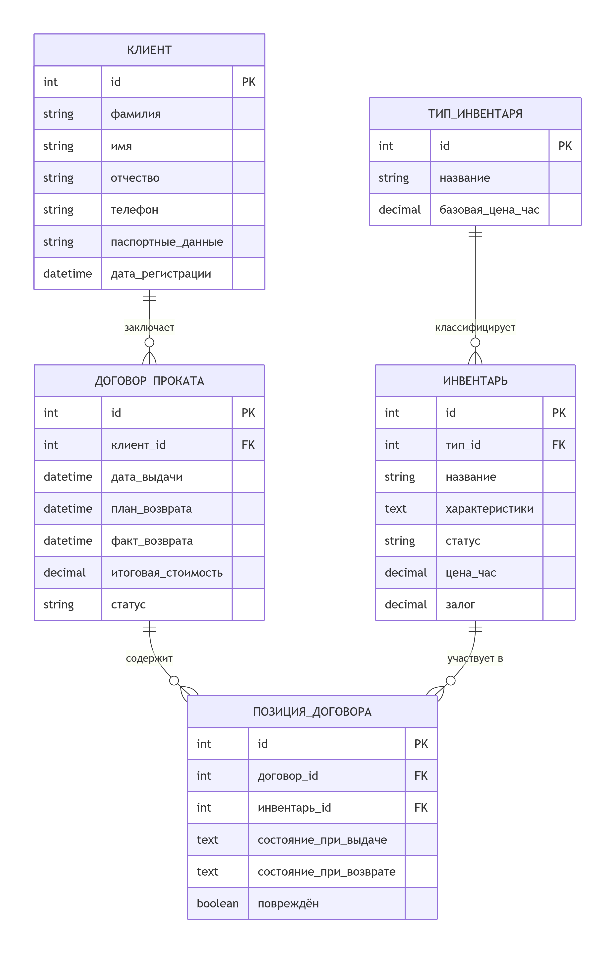 КЛИЕНТ
int id PK
string фамилия
string имя
string отчество
string телефон
string паспортные_данные
datetime дата_регистрации
ТИП_ИНВЕНТАРЯ
int id PK
string название
decimal базовая_цена_час
заключает
классифицирует
ДОГОВОР_ПРОКАТА
int id PK
int клиент_id FK
datetime дата_выдачи
datetime план_возврата
datetime факт_возврата
decimal итоговая_стоимость
string статус
ИНВЕНТАРЬ
int id PK
int тип_id FK
string название
text характеристики
string статус
decimal цена_час
decimal залог
содержит
участвует в
ПОЗИЦИЯ_ДОГОВОРА
int id PK
int договор_id FK
int инвентарь_id FK
text состояние_при_выдаче
text состояние_при_возврате
boolean повреждён